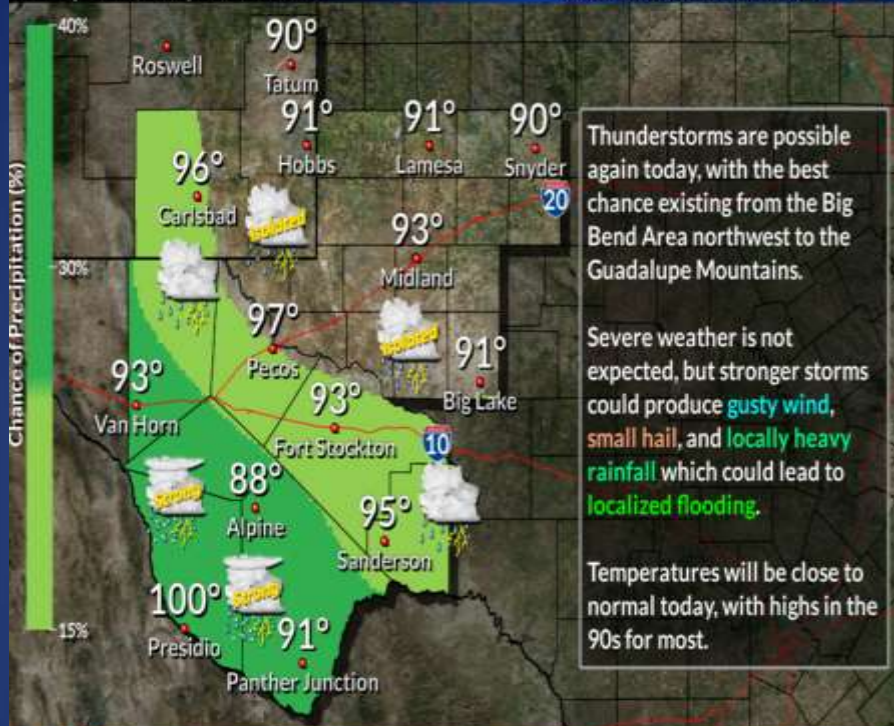 40%
90°
Roswell
Tatum
91°
91°
90°
Hobbs
Lamesa
Snyder
96°
20
Carlsbad
Isolated
93°
30%
Midland
97°
Isolated
Pecos
91°
93°
Big Lake
Van Horn
93°
Fort Stockton
10
Strong
88°
Alpine
95°
Sanderson
Strong
100°
15%
Presidio
91°
Panther Junction
Chance of Precipitation (%)
Thunderstorms are possible
again today, with the best
chance existing from the Big
Bend Area northwest to the
Guadalupe Mountains.
Severe weather is not
expected, but stronger storms
could produce gusty wind,
small hail, and locally heavy
rainfall which could lead to
localized flooding.
Temperatures will be close to
normal today, with highs in the
90s for most.